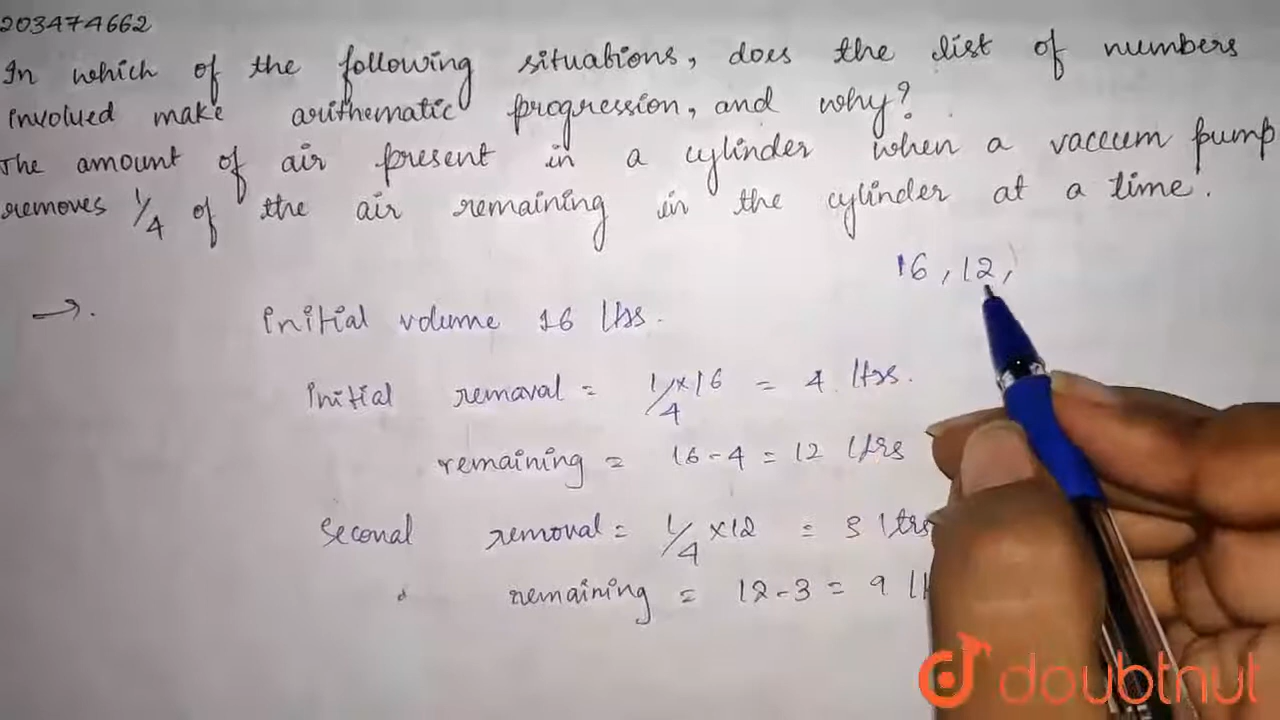 203474662
In which of the following situations, does the list of numbers
involved make arithematic progression, and why?
The amount of air present in a cylinder when a vaccum pump
removes 1/4 of the air remaining in the cylinder at a time.
16, 12,
→. Initial volume 16 ltrs.
Initial removal = 1/4 × 16 = 4 ltrs.
remaining = 16 - 4 = 12 ltrs
Second removal = 1/4 × 12 = 3 ltrs
remaining = 12 - 3 = 9
doubtnut